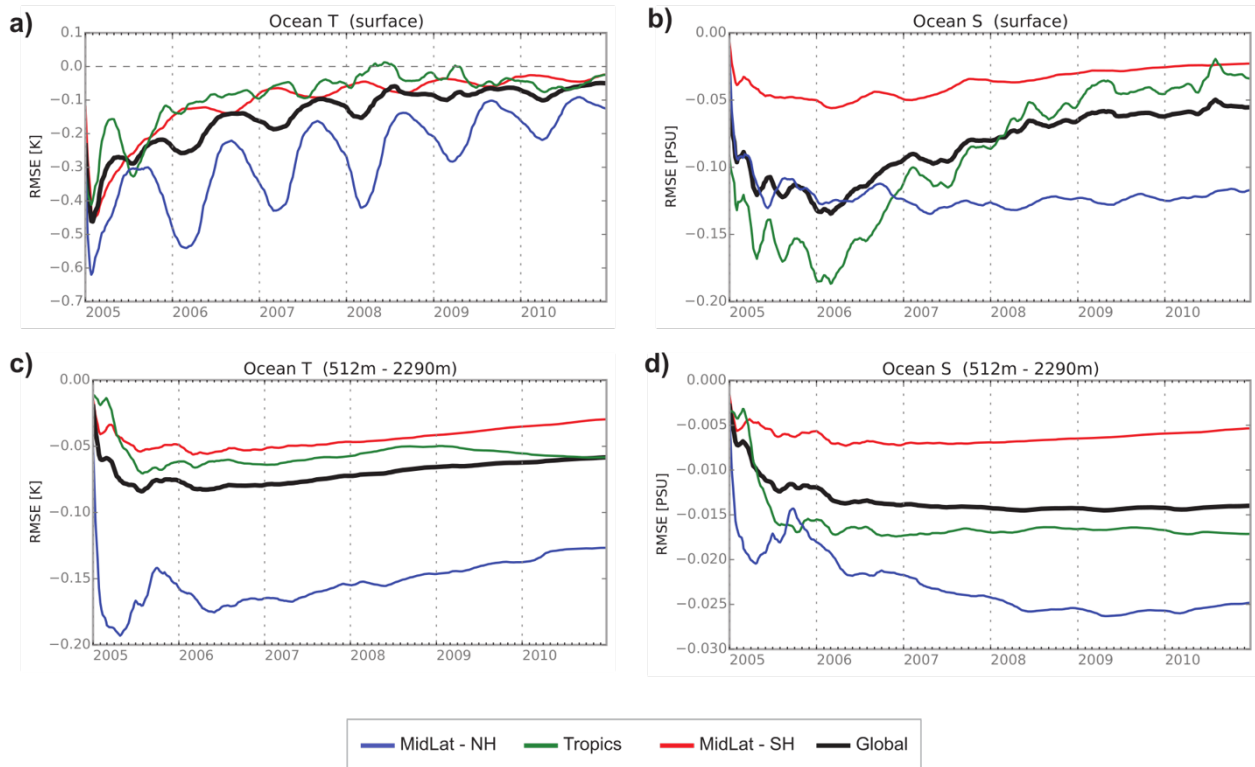 a)
Ocean T (surface)
RMSE [K]
0.1
0.0
−0.1
−0.2
−0.3
−0.4
−0.5
−0.6
−0.7
2005 2006 2007 2008 2009 2010
b)
Ocean S (surface)
RMSE [PSU]
0.00
−0.05
−0.10
−0.15
−0.20
2005 2006 2007 2008 2009 2010
c)
Ocean T (512m - 2290m)
RMSE [K]
0.00
−0.05
−0.10
−0.15
−0.20
2005 2006 2007 2008 2009 2010
d)
Ocean S (512m - 2290m)
RMSE [PSU]
0.000
−0.005
−0.010
−0.015
−0.020
−0.025
−0.030
2005 2006 2007 2008 2009 2010
MidLat - NH Tropics MidLat - SH Global